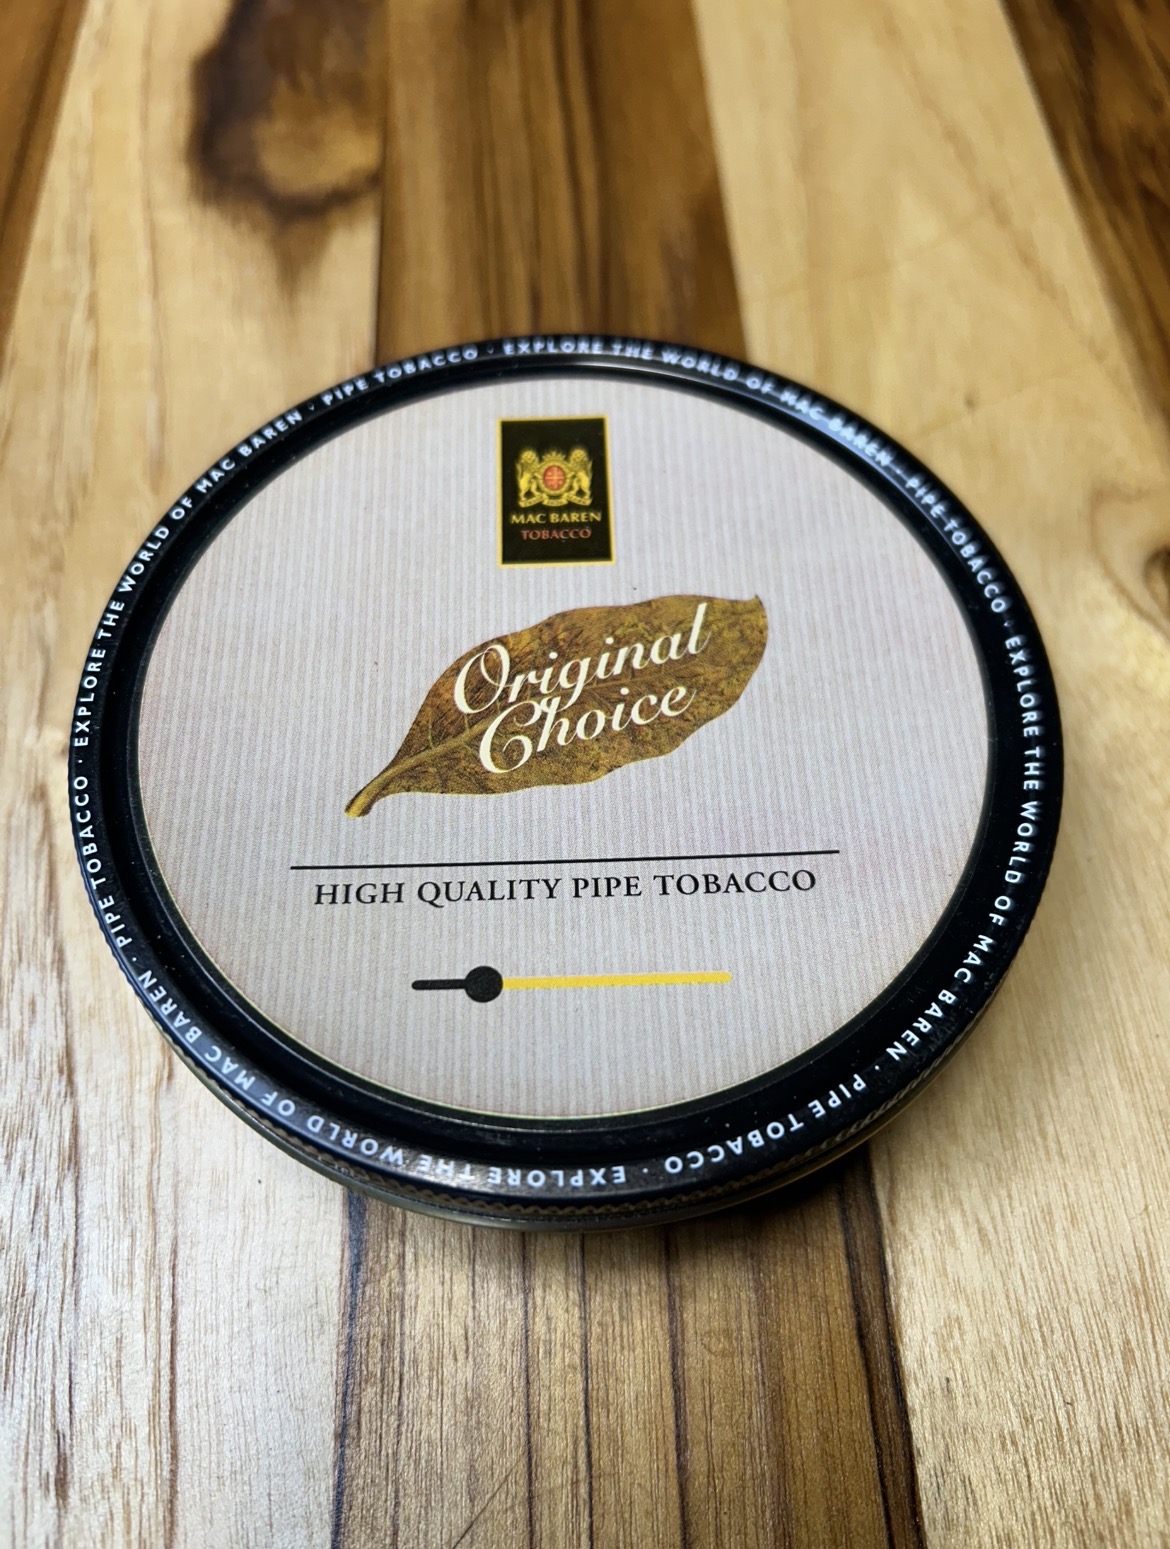 MAC BAREN
TOBACCO
Original
Choice
HIGH QUALITY PIPE TOBACCO
EXPLORE THE WORLD OF MAC BAREN · PIPE TOBACCO · EXPLORE THE WORLD OF MAC BAREN · PIPE TOBACCO · EXPLORE THE WORLD OF MAC BAREN · PIPE TOBACCO · EXPLORE THE WORLD OF MAC BAREN · PIPE TOBACCO ·